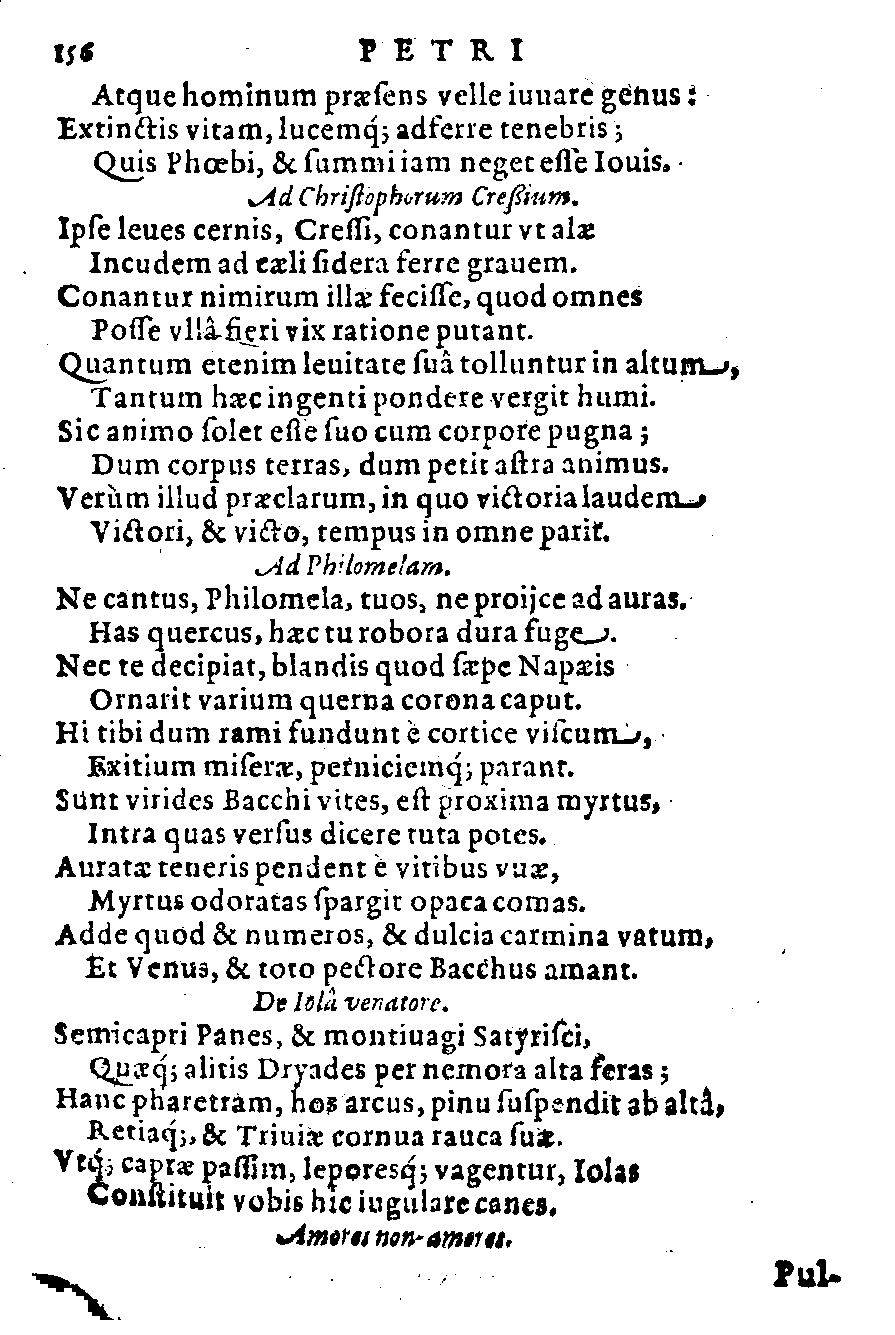 156 PETRI
Atque hominum præſens velle iuuare genus:
Extinctis vitam, lucemq́; adferre tenebris;
Quis Phœbi, & ſummi iam neget eſſe Iouis.
Ad Chriſtophorum Creßium.
Ipſe leues cernis, Creſſi, conantur vt alæ
Incudem ad cæli ſidera ferre grauem.
Conantur nimirum illæ feciſſe, quod omnes
Poſſe vllâ fieri vix ratione putant.
Quantum etenim leuitate ſuâ tolluntur in altum,
Tantum hæc ingenti pondere vergit humi.
Sic animo ſolet eſſe ſuo cum corpore pugna;
Dum corpus terras, dum petit aſtra animus.
Verùm illud præclarum, in quo victoria laudem
Victori, & victo, tempus in omne parit.
Ad Philomelam.
Ne cantus, Philomela, tuos, ne proijce ad auras.
Has quercus, hæc tu robora dura fuge.
Nec te decipiat, blandis quod ſæpe Napæis
Ornarit varium querna corona caput.
Hi tibi dum rami fundunt è cortice viſcum,
Exitium miſeræ, perniciemq́; parant.
Sunt virides Bacchi vites, eſt proxima myrtus,
Intra quas verſus dicere tuta potes.
Auratæ teneris pendent è vitibus vuæ,
Myrtus odoratas ſpargit opaca comas.
Adde quod & numeros, & dulcia carmina vatum,
Et Venus, & toto pectore Bacchus amant.
De Iolâ venatore.
Semicapri Panes, & montiuagi Satyriſci,
Quæq́; alitis Dryades per nemora alta feras;
Hanc pharetram, hos arcus, pinu ſuſpendit ab altâ,
Retiaq́;, & Triuiæ cornua rauca ſuæ.
Vtq́; capræ paſſim, leporesq́; vagentur, Iolas
Conſtituit vobis hic iugulare canes.
Amores non-amores.
Pul-